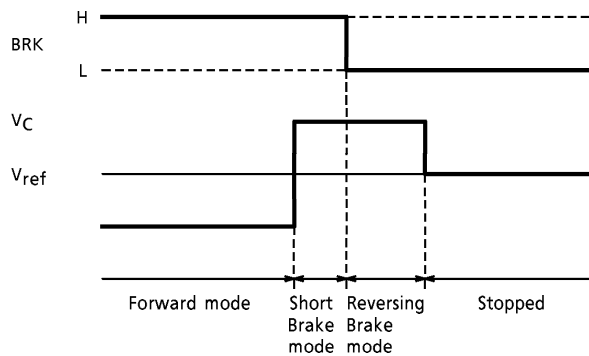 H
BRK
L
VC
Vref
Forward mode
Short Brake mode
Reversing Brake mode
Stopped